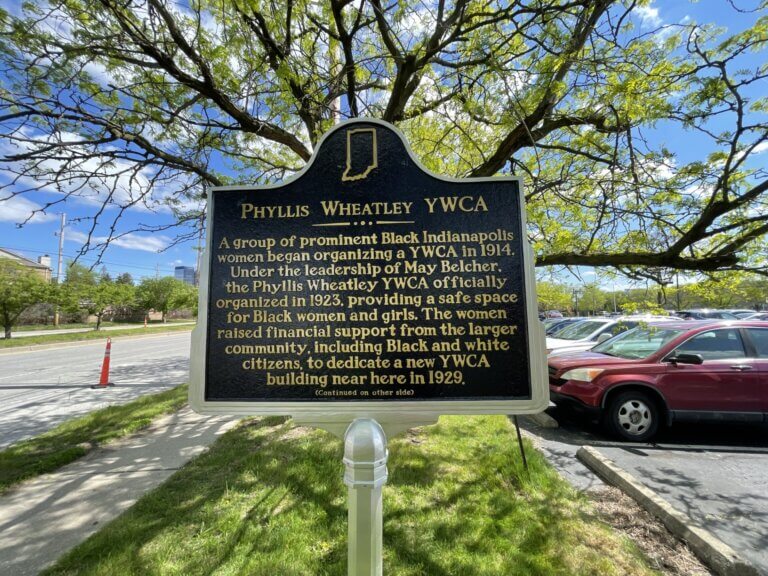 Phyllis Wheatley YWCA
A group of prominent Black Indianapolis
women began organizing a YWCA in 1914.
Under the leadership of May Belcher,
the Phyllis Wheatley YWCA officially
organized in 1923, providing a safe space
for Black women and girls. The women
raised financial support from the larger
community, including Black and white
citizens, to dedicate a new YWCA
building near here in 1929.
(Continued on other side)